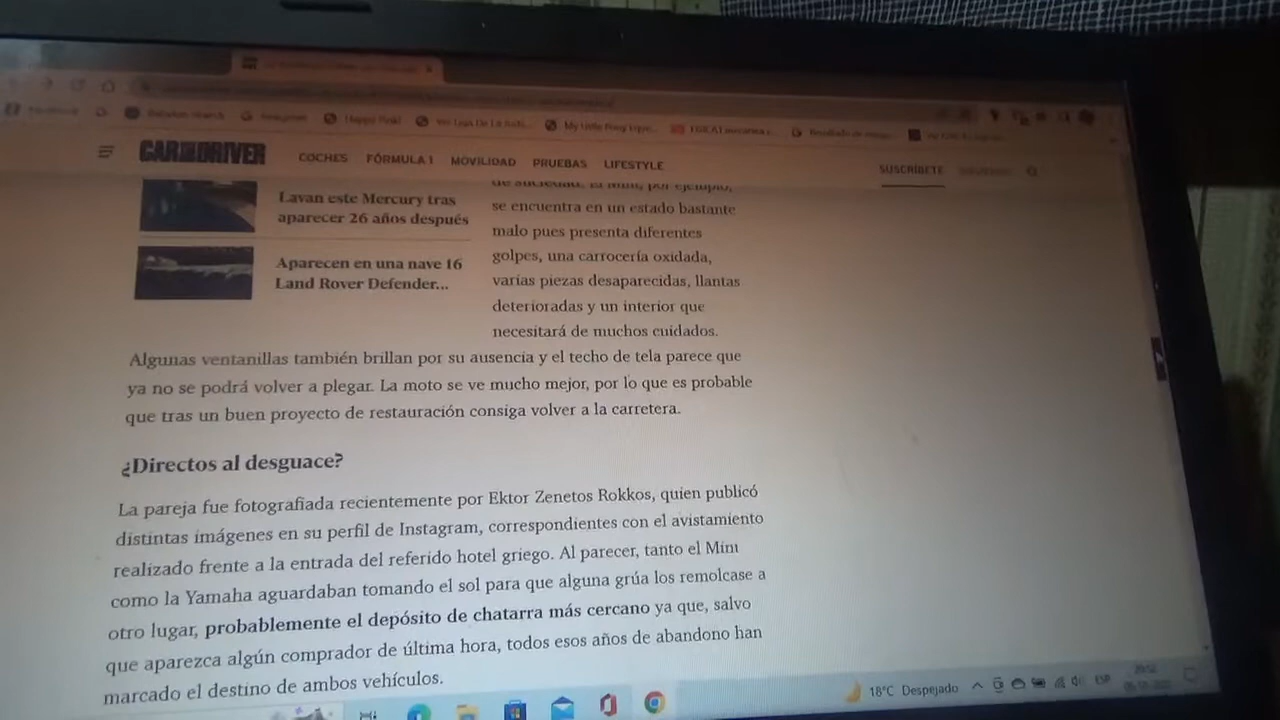 CAR AND DRIVER
COCHES FÓRMULA 1 MOVILIDAD PRUEBAS LIFESTYLE
SUSCRÍBETE
Lavan este Mercury tras
aparecer 26 años después
Aparecen en una nave 16
Land Rover Defender...
de suciedad. El Mini, por ejemplo,
se encuentra en un estado bastante
malo pues presenta diferentes
golpes, una carrocería oxidada,
varias piezas desaparecidas, llantas
deterioradas y un interior que
necesitará de muchos cuidados.
Algunas ventanillas también brillan por su ausencia y el techo de tela parece que
ya no se podrá volver a plegar. La moto se ve mucho mejor, por lo que es probable
que tras un buen proyecto de restauración consiga volver a la carretera.
¿Directos al desguace?
La pareja fue fotografiada recientemente por Ektor Zenetos Rokkos, quien publicó
distintas imágenes en su perfil de Instagram, correspondientes con el avistamiento
realizado frente a la entrada del referido hotel griego. Al parecer, tanto el Mini
como la Yamaha aguardaban tomando el sol para que alguna grúa los remolcase a
otro lugar, probablemente el depósito de chatarra más cercano ya que, salvo
que aparezca algún comprador de última hora, todos esos años de abandono han
marcado el destino de ambos vehículos.
18°C Despejado
ESP